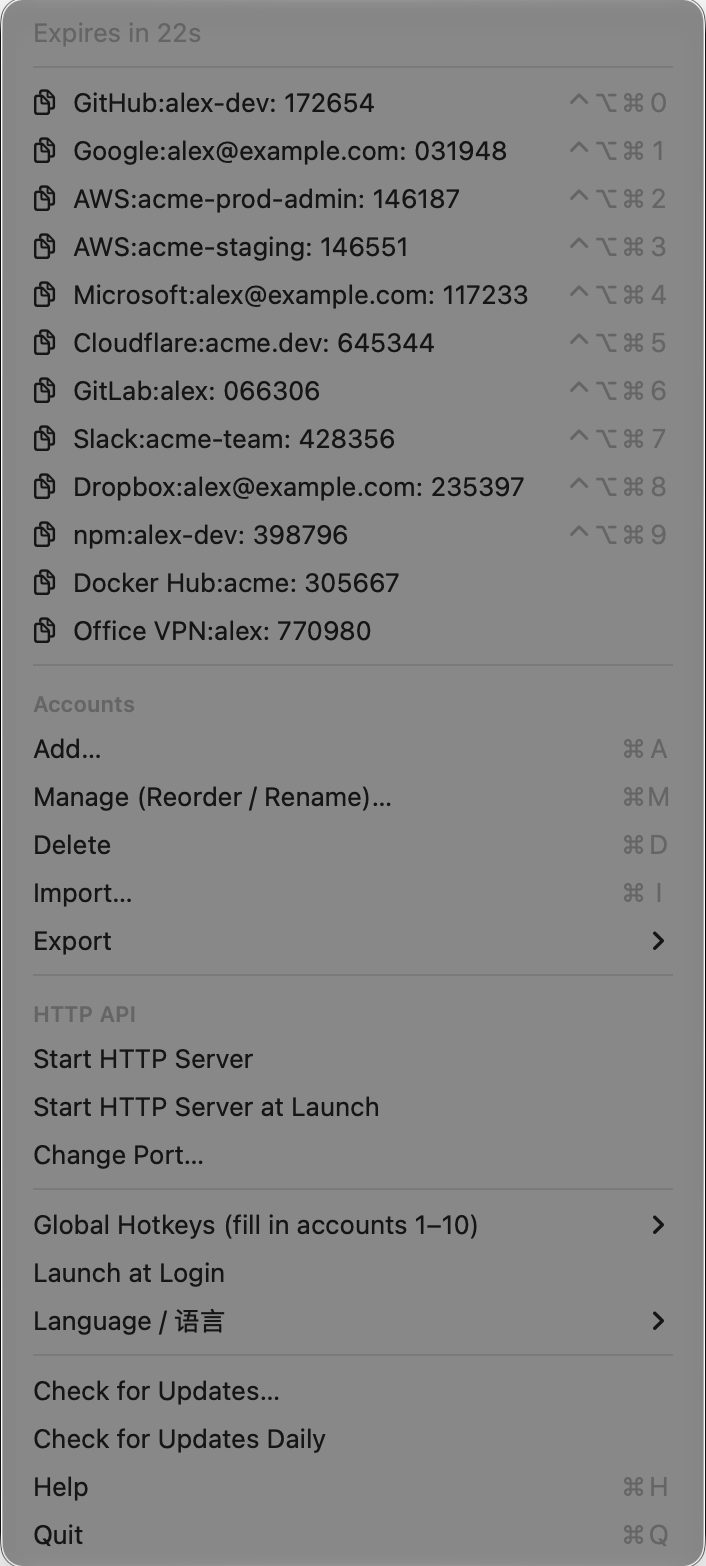 Expires in 22s
GitHub:alex-dev: 172654 ^⌥⌘0
Google:alex@example.com: 031948 ^⌥⌘1
AWS:acme-prod-admin: 146187 ^⌥⌘2
AWS:acme-staging: 146551 ^⌥⌘3
Microsoft:alex@example.com: 117233 ^⌥⌘4
Cloudflare:acme.dev: 645344 ^⌥⌘5
GitLab:alex: 066306 ^⌥⌘6
Slack:acme-team: 428356 ^⌥⌘7
Dropbox:alex@example.com: 235397 ^⌥⌘8
npm:alex-dev: 398796 ^⌥⌘9
Docker Hub:acme: 305667
Office VPN:alex: 770980
Accounts
Add... ⌘A
Manage (Reorder / Rename)... ⌘M
Delete ⌘D
Import... ⌘I
Export
HTTP API
Start HTTP Server
Start HTTP Server at Launch
Change Port...
Global Hotkeys (fill in accounts 1–10)
Launch at Login
Language / 语言
Check for Updates...
Check for Updates Daily
Help ⌘H
Quit ⌘Q